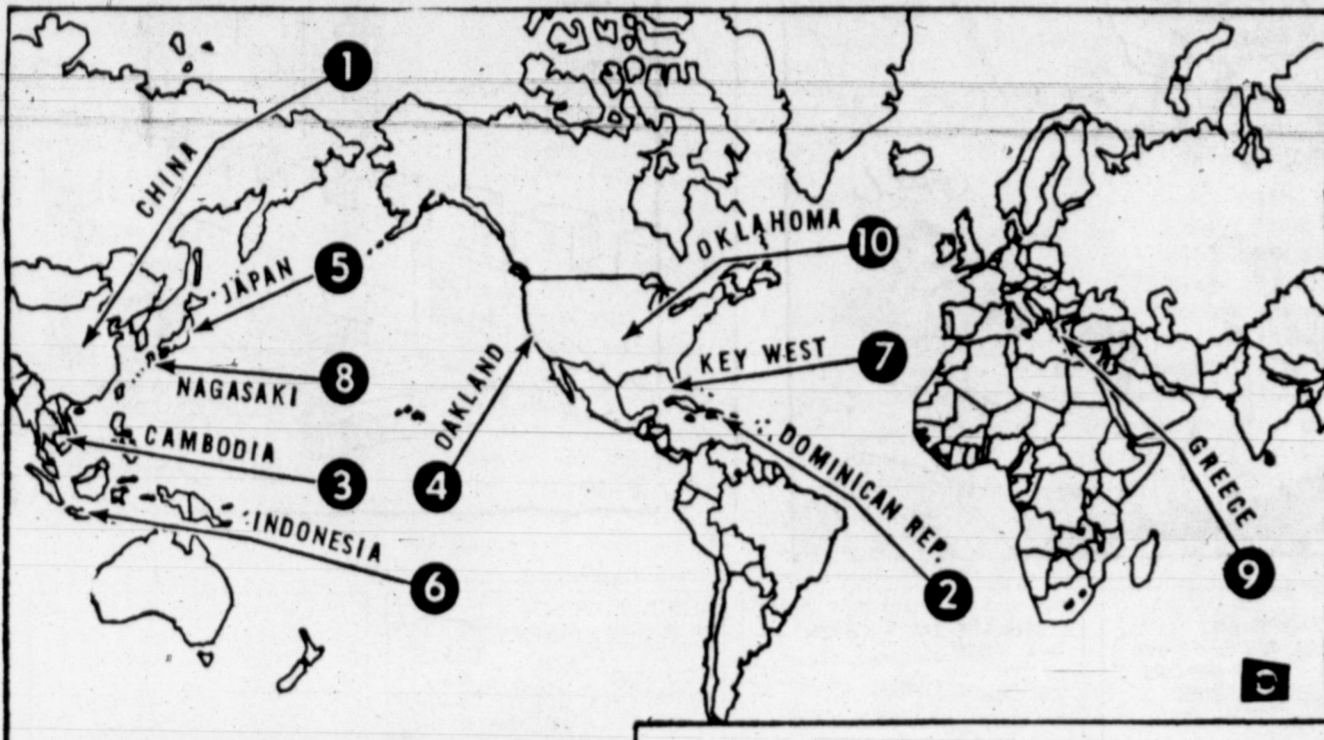 1
CHINA
OKLAHOMA
10
JAPAN
5
KEY WEST
7
NAGASAKI
8
OAKLAND
4
CAMBODIA
3
DOMINICAN REP.
2
GREECE
9
INDONESIA
6